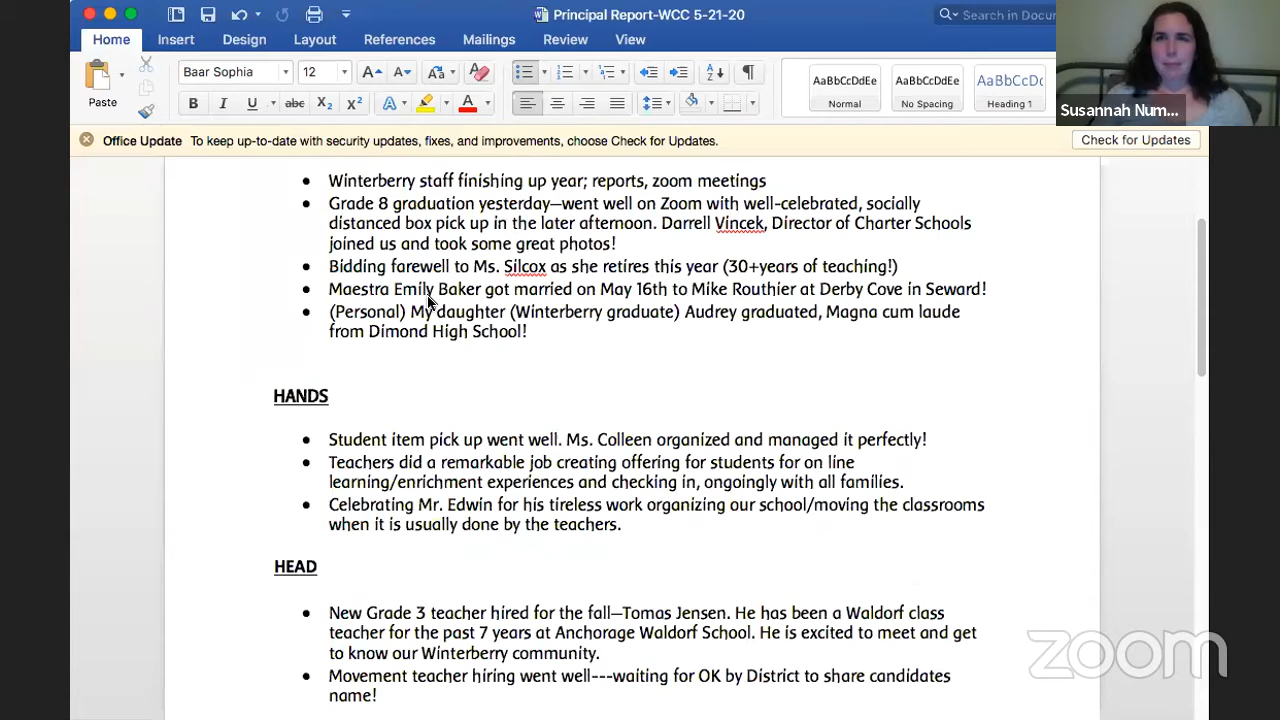 Principal Report-WCC 5-21-20
Search in Docum
Home Insert Design Layout References Mailings Review View
Baar Sophia 12
Paste
AaBbCcDdEe AaBbCcDdEe AaBbCcDc
Normal No Spacing Heading 1
Susannah Num...
Office Update To keep up-to-date with security updates, fixes, and improvements, choose Check for Updates. Check for Updates
• Winterberry staff finishing up year; reports, zoom meetings
• Grade 8 graduation yesterday—went well on Zoom with well-celebrated, socially
distanced box pick up in the later afternoon. Darrell Vincek, Director of Charter Schools
joined us and took some great photos!
• Bidding farewell to Ms. Silcox as she retires this year (30+years of teaching!)
• Maestra Emily Baker got married on May 16th to Mike Routhier at Derby Cove in Seward!
• (Personal) My daughter (Winterberry graduate) Audrey graduated, Magna cum laude
from Dimond High School!
HANDS
• Student item pick up went well. Ms. Colleen organized and managed it perfectly!
• Teachers did a remarkable job creating offering for students for on line
learning/enrichment experiences and checking in, ongoingly with all families.
• Celebrating Mr. Edwin for his tireless work organizing our school/moving the classrooms
when it is usually done by the teachers.
HEAD
• New Grade 3 teacher hired for the fall—Tomas Jensen. He has been a Waldorf class
teacher for the past 7 years at Anchorage Waldorf School. He is excited to meet and get
to know our Winterberry community.
• Movement teacher hiring went well---waiting for OK by District to share candidates
name!
zoom